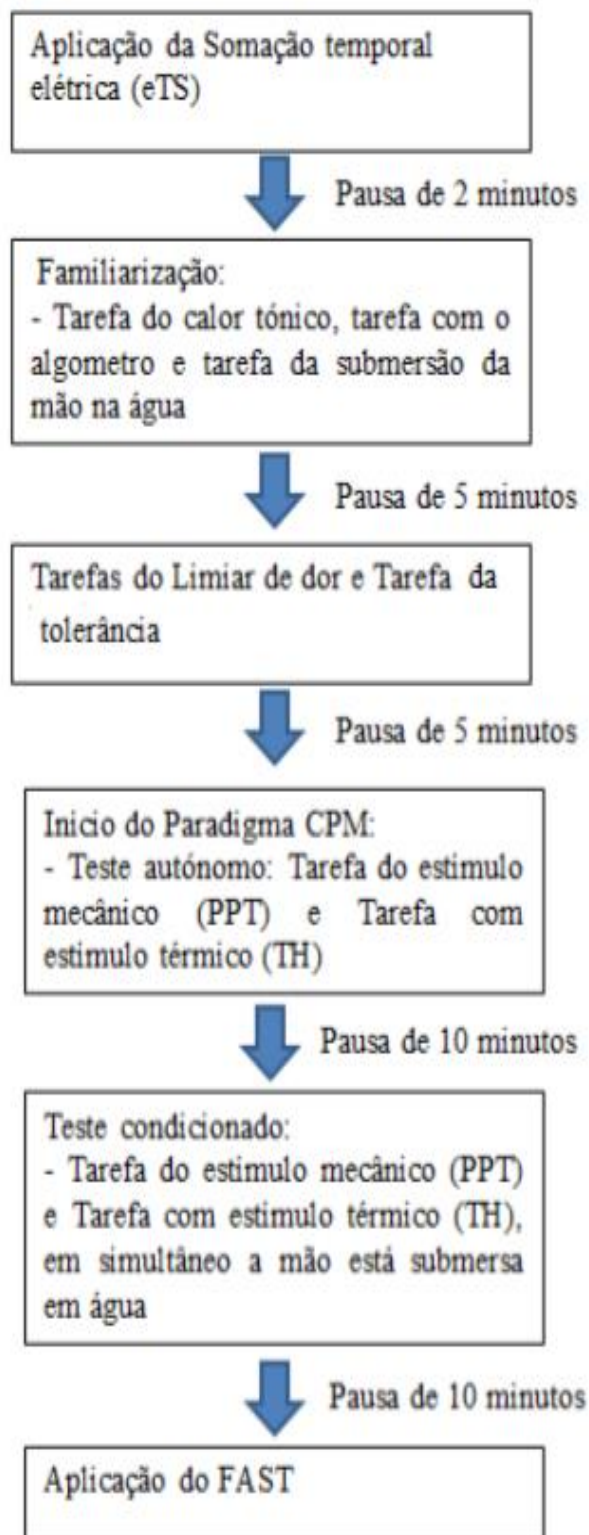 Aplicação da Somação temporal
elétrica (eTS)
Pausa de 2 minutos
Familiarização:
- Tarefa do calor tónico, tarefa com o
algometro e tarefa da submersão da
mão na água
Pausa de 5 minutos
Tarefas do Limiar de dor e Tarefa da
tolerância
Pausa de 5 minutos
Inicio do Paradigma CPM:
- Teste autónomo: Tarefa do estimulo
mecânico (PPT) e Tarefa com
estimulo térmico (TH)
Pausa de 10 minutos
Teste condicionado:
- Tarefa do estimulo mecânico (PPT)
e Tarefa com estimulo térmico (TH),
em simultâneo a mão está submersa
em água
Pausa de 10 minutos
Aplicação do FAST